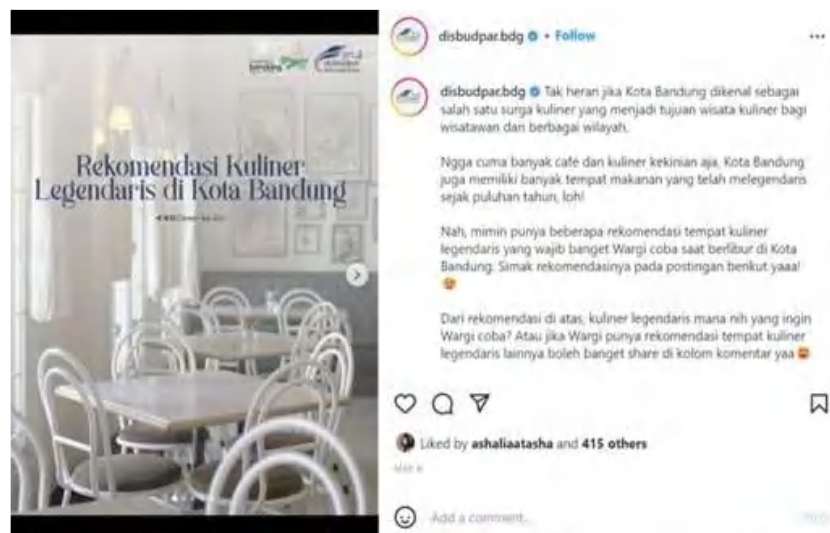 Rekomendasi Kuliner
Legendaris di Kota Bandung
disbudpar.bdg • Follow
disbudpar.bdg Tak heran jika Kota Bandung dikenal sebagai
salah satu surga kuliner yang menjadi tujuan wisata kuliner bagi
wisatawan dari berbagai wilayah.
Ngga cuma banyak café dan kuliner kekinian aja, Kota Bandung
juga memiliki banyak tempat makanan yang telah melegendaris
sejak puluhan tahun, loh!
Nah, mimin punya beberapa rekomendasi tempat kuliner
legendaris yang wajib banget Wargi coba saat berlibur di Kota
Bandung. Simak rekomendasinya pada postingan berikut yaaa!
Dari rekomendasi di atas, kuliner legendaris mana nih yang ingin
Wargi coba? Atau jika Wargi punya rekomendasi tempat kuliner
legendaris lainnya boleh banget share di kolom komentar yaa
Liked by ashaliaatasha and 415 others
Add a comment...